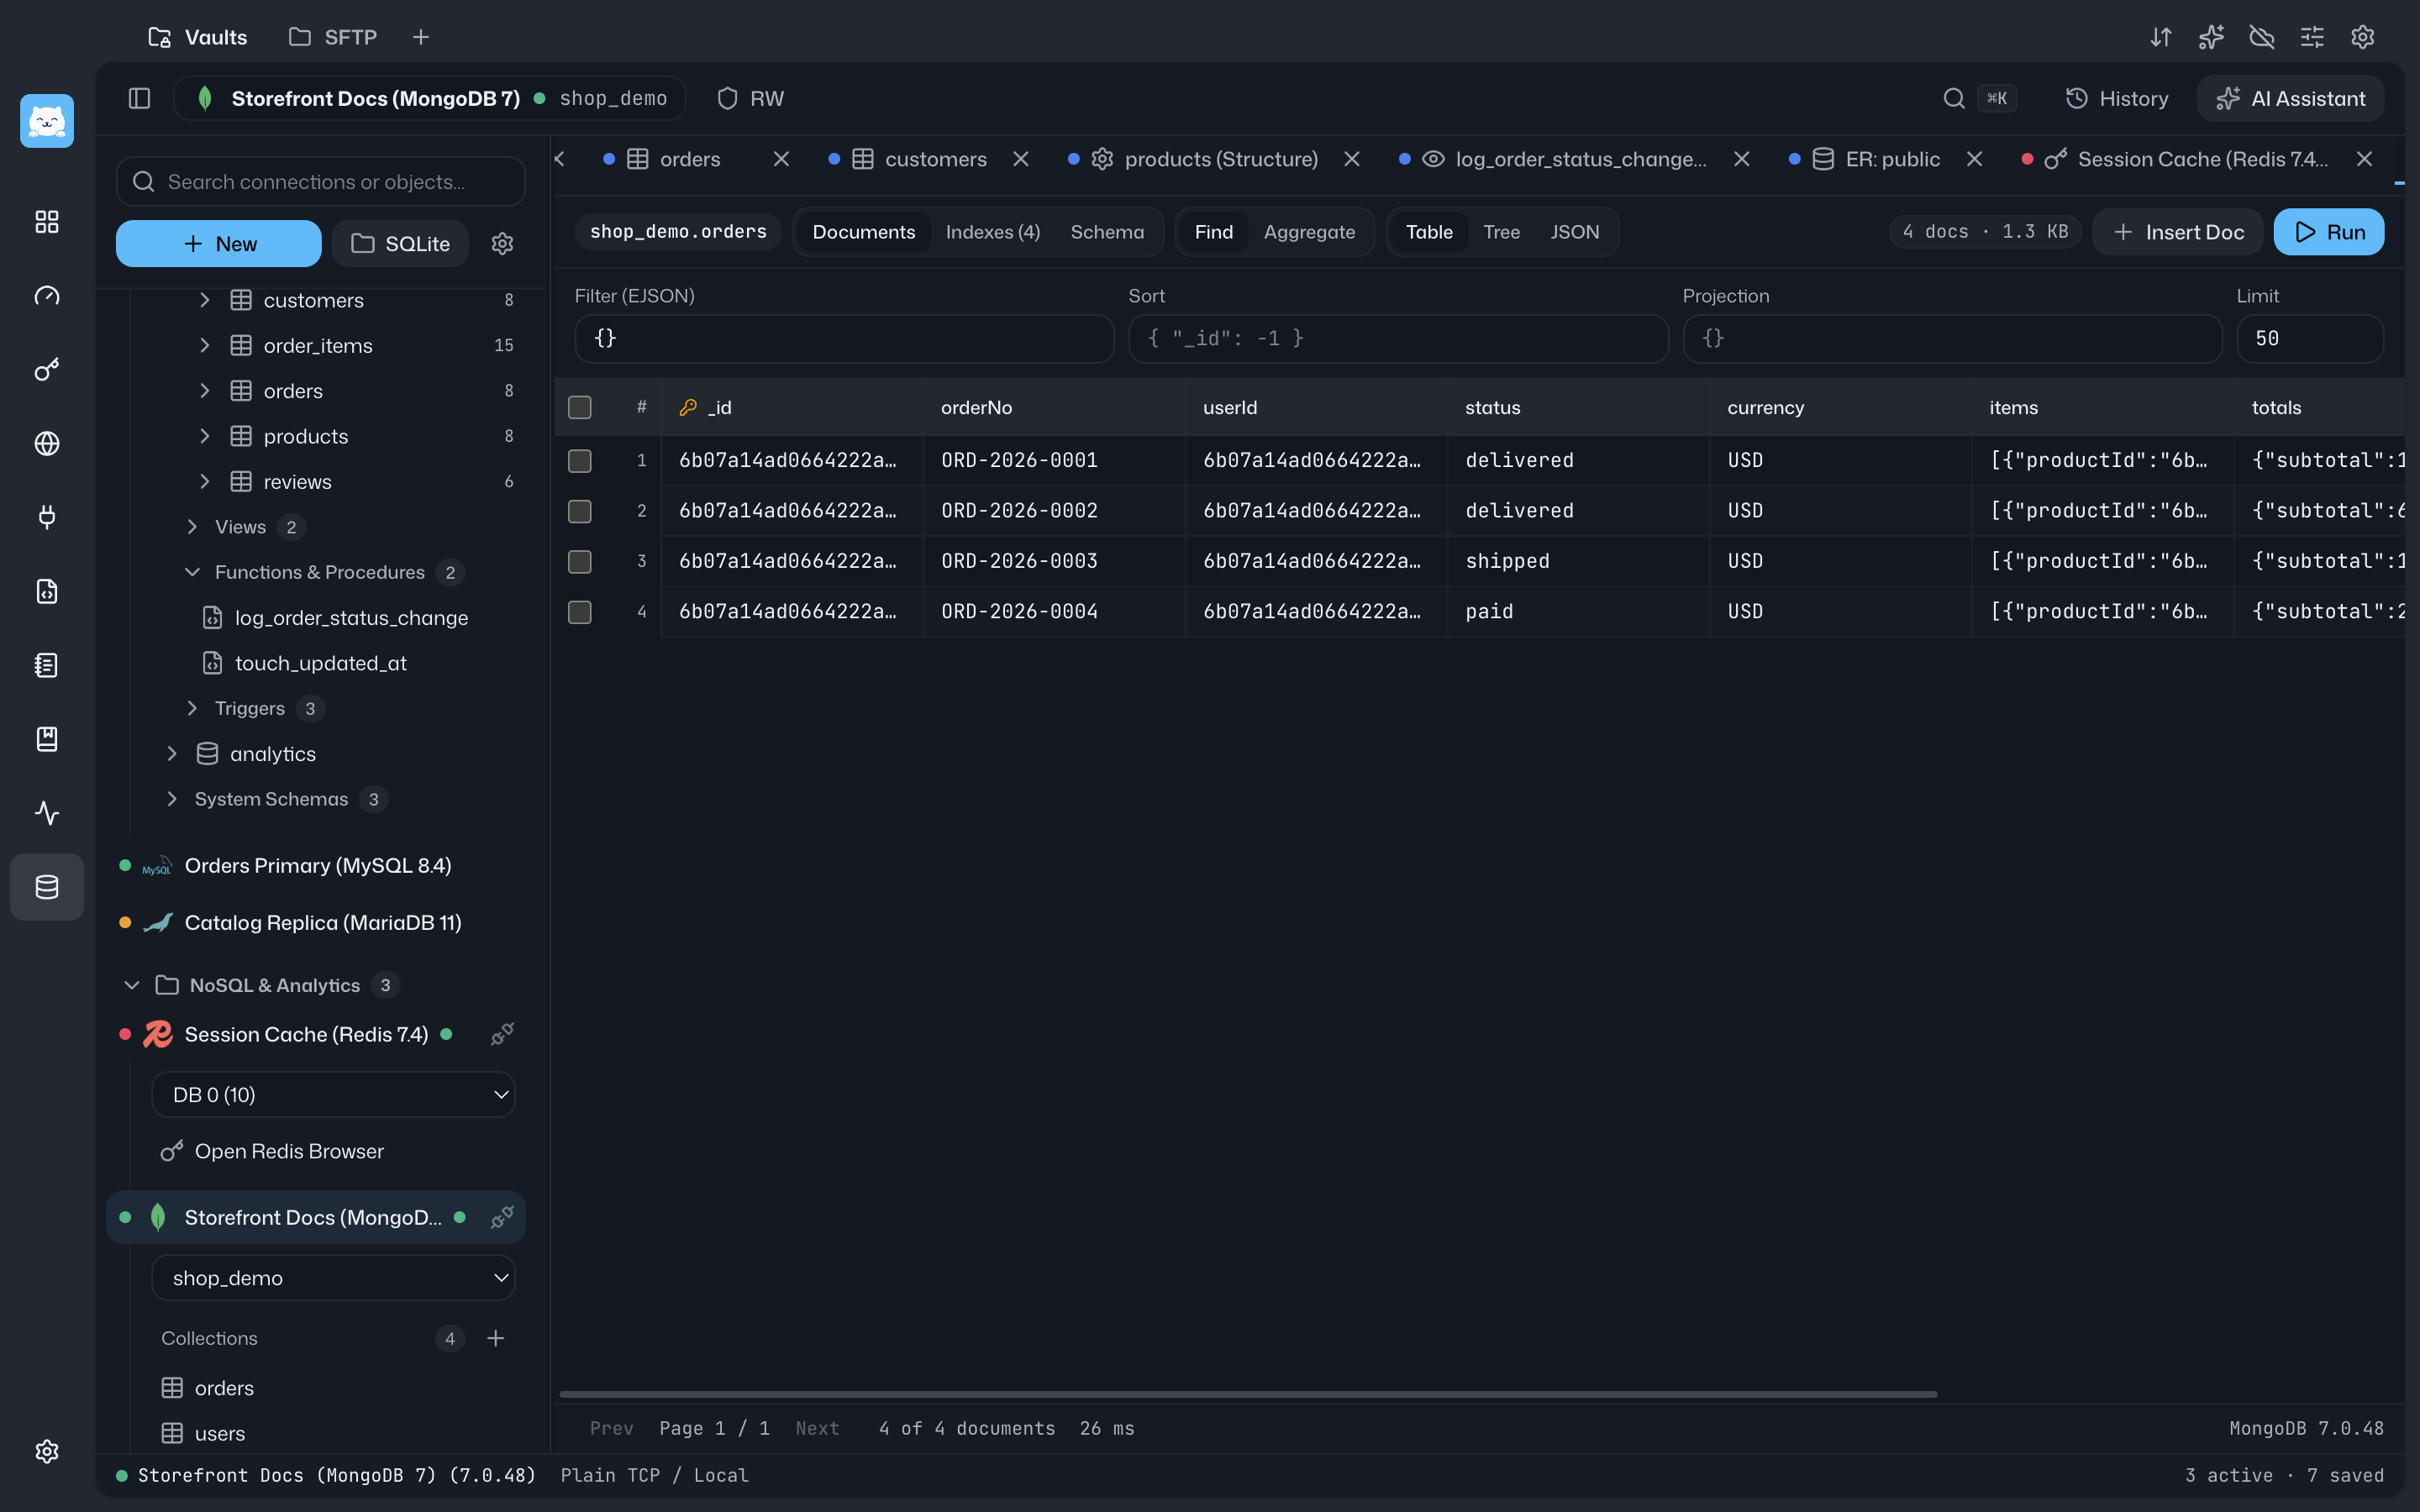 Vaults SFTP
Storefront Docs (MongoDB 7) shop_demo RW ⌘K History AI Assistant
Search connections or objects...
New SQLite
customers 8
order_items 15
orders 8
products 8
reviews 6
Views 2
Functions & Procedures 2
log_order_status_change
touch_updated_at
Triggers 3
analytics
System Schemas 3
MySQL Orders Primary (MySQL 8.4)
Catalog Replica (MariaDB 11)
NoSQL & Analytics 3
Session Cache (Redis 7.4)
DB 0 (10)
Open Redis Browser
Storefront Docs (MongoD...
shop_demo
Collections 4
orders
users
orders customers products (Structure) log_order_status_change... ER: public Session Cache (Redis 7.4...
shop_demo.orders Documents Indexes (4) Schema Find Aggregate Table Tree JSON 4 docs · 1.3 KB Insert Doc Run
Filter (EJSON) Sort Projection Limit
{} { "_id": -1 } {} 50
# _id orderNo userId status currency items totals
1 6b07a14ad0664222a… ORD-2026-0001 6b07a14ad0664222a… delivered USD [{"productId":"6b… {"subtotal":1
2 6b07a14ad0664222a… ORD-2026-0002 6b07a14ad0664222a… delivered USD [{"productId":"6b… {"subtotal":6
3 6b07a14ad0664222a… ORD-2026-0003 6b07a14ad0664222a… shipped USD [{"productId":"6b… {"subtotal":1
4 6b07a14ad0664222a… ORD-2026-0004 6b07a14ad0664222a… paid USD [{"productId":"6b… {"subtotal":2
Prev Page 1 / 1 Next 4 of 4 documents 26 ms MongoDB 7.0.48
Storefront Docs (MongoDB 7) (7.0.48) Plain TCP / Local 3 active · 7 saved